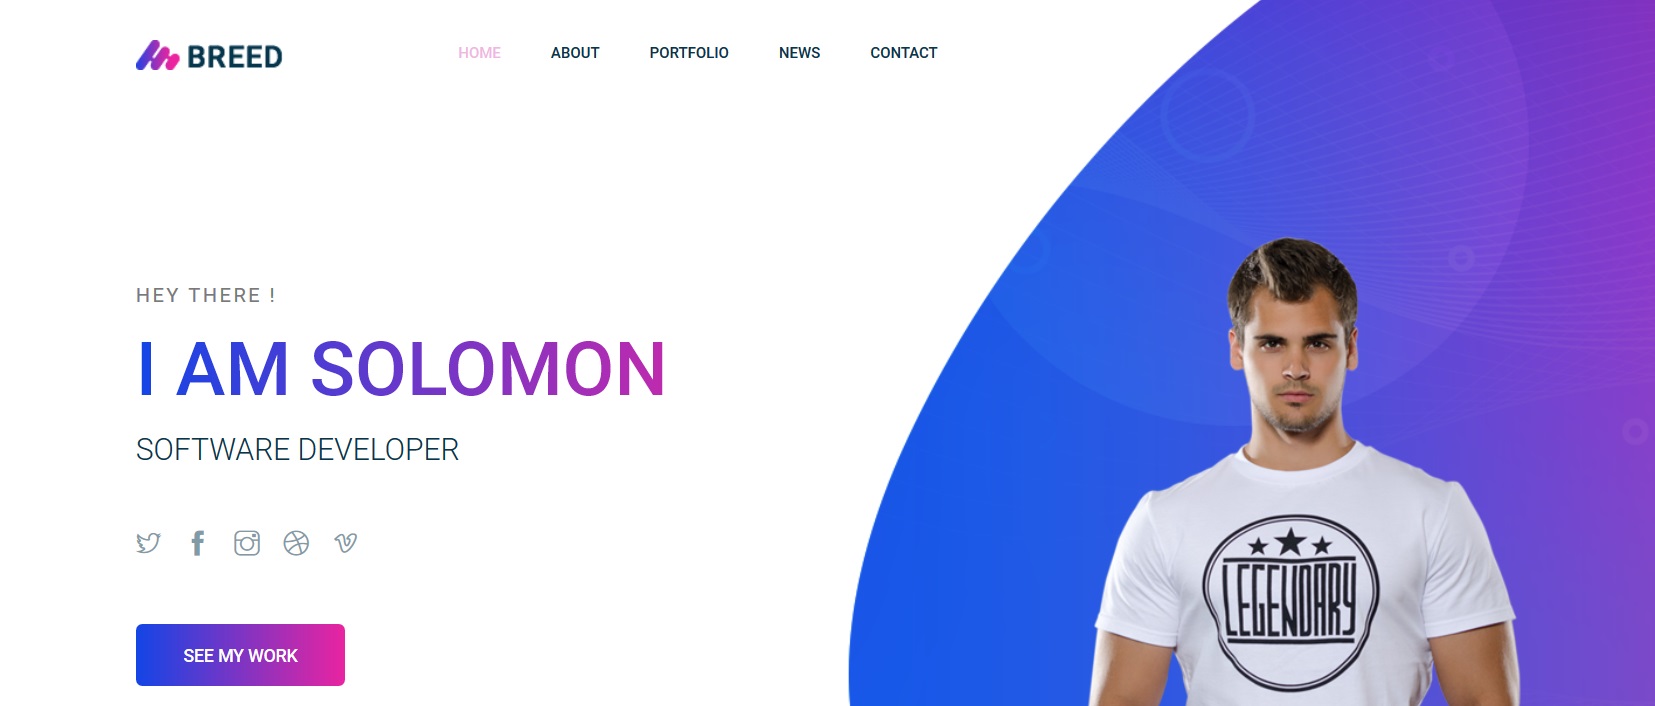 BREED
HOME ABOUT PORTFOLIO NEWS CONTACT
HEY THERE !
I AM SOLOMON
SOFTWARE DEVELOPER
SEE MY WORK
LEGENDARY